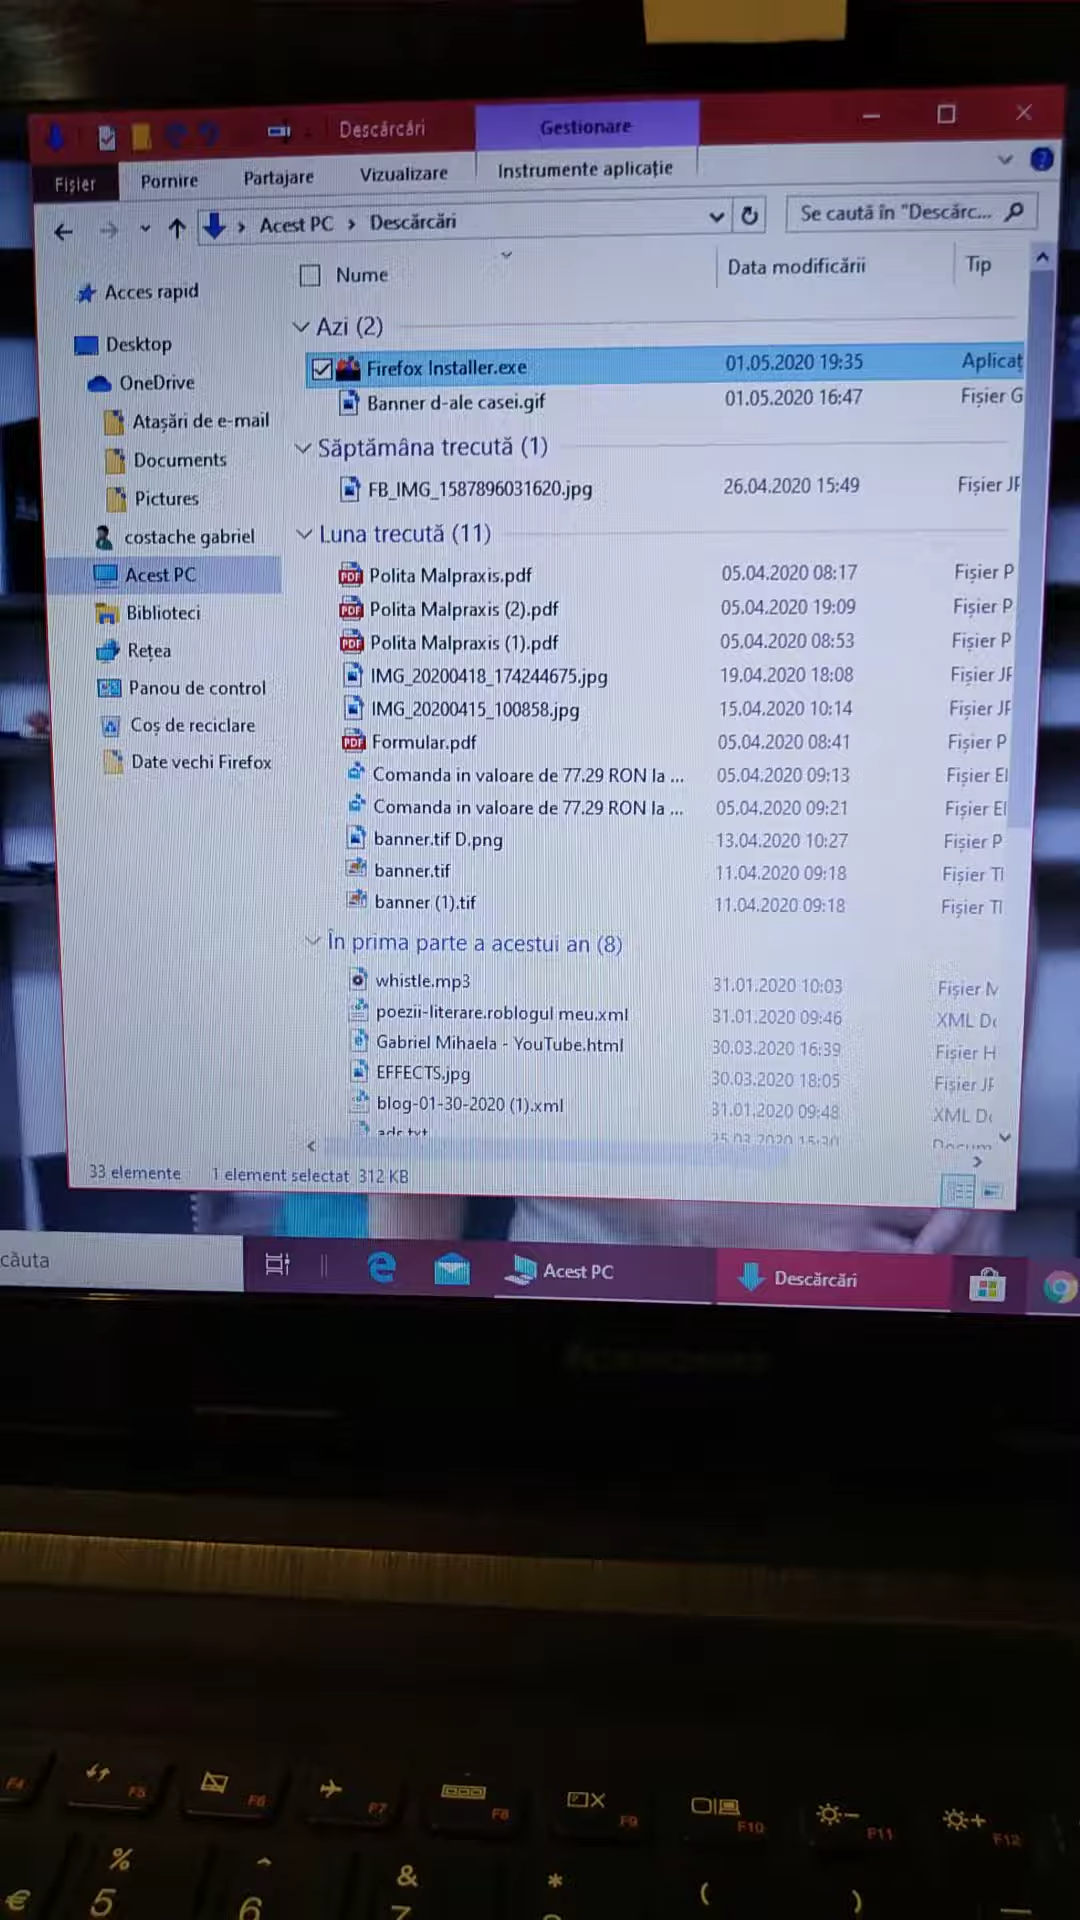 Descărcări
Gestionare
Fișier
Pornire
Partajare
Vizualizare
Instrumente aplicație
Acest PC > Descărcări
Se caută în "Descărc...
Nume
Data modificării
Tip
Acces rapid
Desktop
OneDrive
Atașări de e-mail
Documents
Pictures
costache gabriel
Acest PC
Biblioteci
Rețea
Panou de control
Coș de reciclare
Date vechi Firefox
Azi (2)
Firefox Installer.exe 01.05.2020 19:35 Aplicaț
Banner d-ale casei.gif 01.05.2020 16:47 Fișier G
Săptămâna trecută (1)
FB_IMG_1587896031620.jpg 26.04.2020 15:49 Fișier JF
Luna trecută (11)
PDF Polita Malpraxis.pdf 05.04.2020 08:17 Fișier P
PDF Polita Malpraxis (2).pdf 05.04.2020 19:09 Fișier P
PDF Polita Malpraxis (1).pdf 05.04.2020 08:53 Fișier P
IMG_20200418_174244675.jpg 19.04.2020 18:08 Fișier JF
IMG_20200415_100858.jpg 15.04.2020 10:14 Fișier JF
PDF Formular.pdf 05.04.2020 08:41 Fișier P
Comanda in valoare de 77.29 RON la ... 05.04.2020 09:13 Fișier El
Comanda in valoare de 77.29 RON la ... 05.04.2020 09:21 Fișier El
banner.tif D.png 13.04.2020 10:27 Fișier P
banner.tif 11.04.2020 09:18 Fișier TI
banner (1).tif 11.04.2020 09:18 Fișier TI
În prima parte a acestui an (8)
whistle.mp3 31.01.2020 10:03 Fișier M
poezii-literare.roblogul meu.xml 31.01.2020 09:46 XML Dc
Gabriel Mihaela - YouTube.html 30.03.2020 16:39 Fișier H
EFFECTS.jpg 30.03.2020 18:05 Fișier JF
blog-01-30-2020 (1).xml 31.01.2020 09:48 XML Dc
33 elemente 1 element selectat 312 KB
căuta
Acest PC
Descărcări
F4 F5 F6 F7 F8 F9 F10 F11 F12
% ^ & * ( ) _
€ 5 6 7